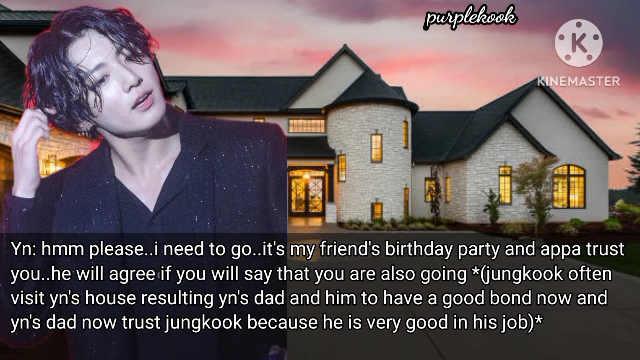 purplekook
K
KINEMASTER
Yn: hmm please..i need to go..it's my friend's birthday party and appa trust
you..he will agree if you will say that you are also going *(jungkook often
visit yn's house resulting yn's dad and him to have a good bond now and
yn's dad now trust jungkook because he is very good in his job)*